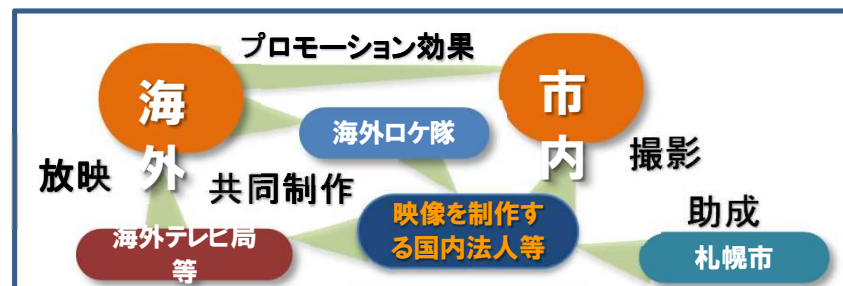 プロモーション効果
海
外
市
内
海外ロケ隊
撮影
放映
共同制作
映像を制作す
る国内法人等
助成
海外テレビ局
等
札幌市